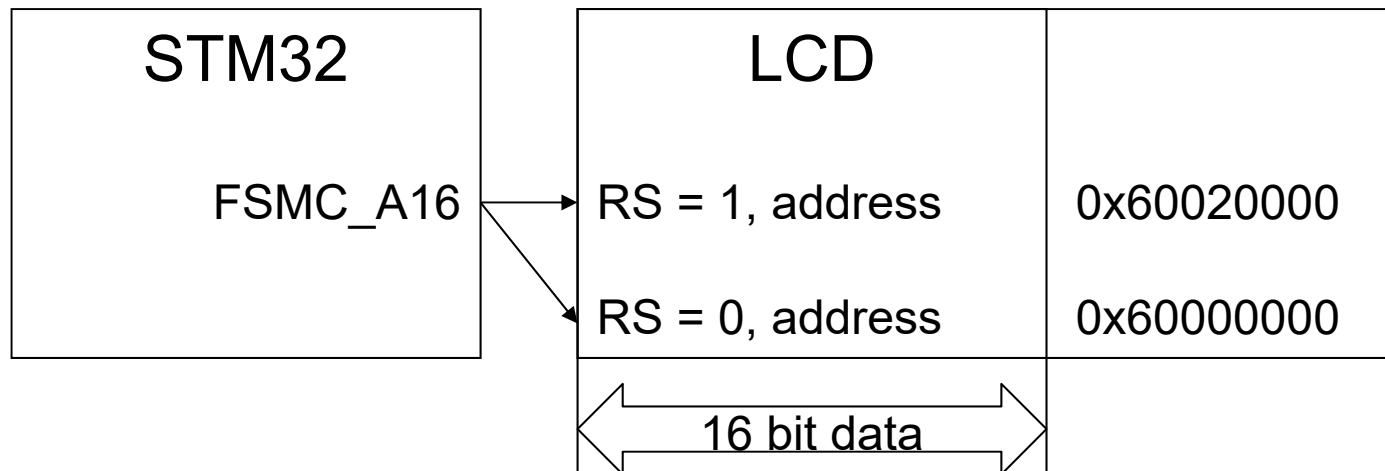 STM32
LCD
FSMC_A16
RS = 1, address
0x60020000
RS = 0, address
0x60000000
16 bit data